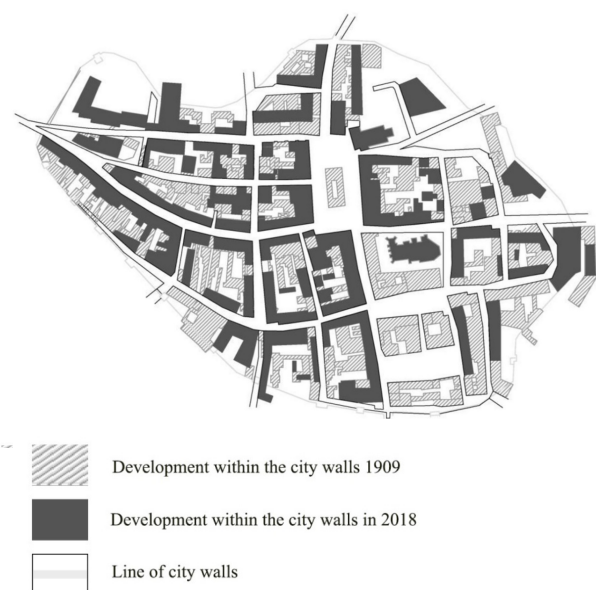 Development within the city walls 1909
Development within the city walls in 2018
Line of city walls